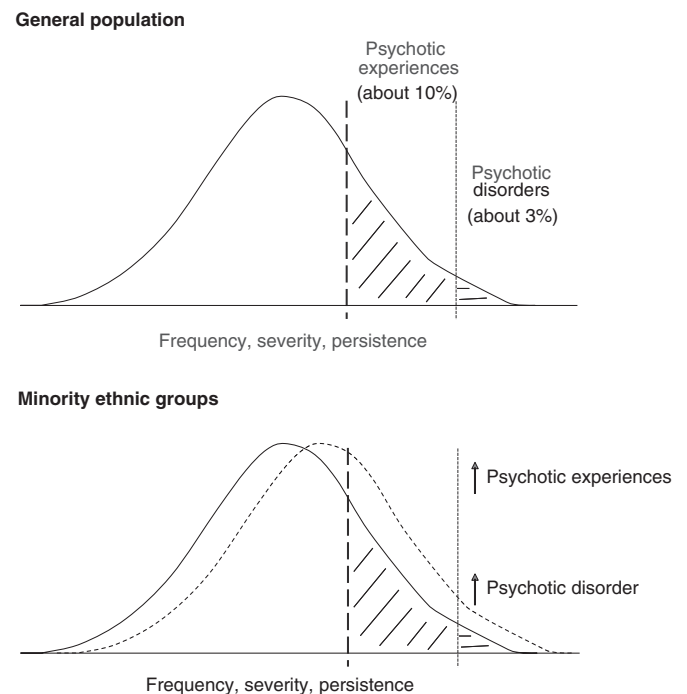 General population
Psychotic
experiences
(about 10%)
Psychotic
disorders
(about 3%)
Frequency, severity, persistence
Minority ethnic groups
Psychotic experiences
Psychotic disorder
Frequency, severity, persistence